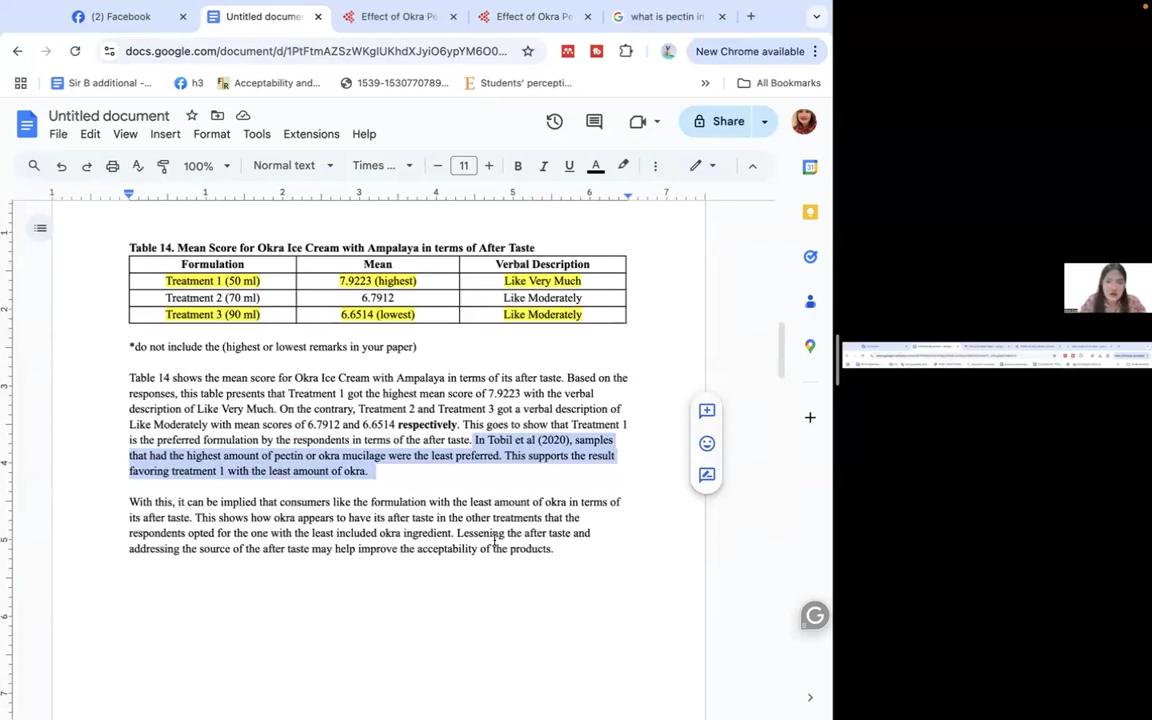 (2) Facebook
Untitled docume
Effect of Okra Pe
Effect of Okra Po
what is pectin in
docs.google.com/document/d/1PtFtmAZSzWKglUKhdXJyiO6ypYM6O0...
New Chrome available
Sir B additional -...
h3
Acceptability and...
1539-1530770789...
Students' percepti...
All Bookmarks
Untitled document
File Edit View Insert Format Tools Extensions Help
Share
100% Normal text Times ... 11 B I U A
1 1 2 3 4 5 6 7
Table 14. Mean Score for Okra Ice Cream with Ampalaya in terms of After Taste
Formulation Mean Verbal Description
Treatment 1 (50 ml) 7.9223 (highest) Like Very Much
Treatment 2 (70 ml) 6.7912 Like Moderately
Treatment 3 (90 ml) 6.6514 (lowest) Like Moderately
*do not include the (highest or lowest remarks in your paper)
Table 14 shows the mean score for Okra Ice Cream with Ampalaya in terms of its after taste. Based on the
responses, this table presents that Treatment 1 got the highest mean score of 7.9223 with the verbal
description of Like Very Much. On the contrary, Treatment 2 and Treatment 3 got a verbal description of
Like Moderately with mean scores of 6.7912 and 6.6514 respectively. This goes to show that Treatment 1
is the preferred formulation by the respondents in terms of the after taste. In Tobil et al (2020), samples
that had the highest amount of pectin or okra mucilage were the least preferred. This supports the result
favoring treatment 1 with the least amount of okra.
With this, it can be implied that consumers like the formulation with the least amount of okra in terms of
its after taste. This shows how okra appears to have its after taste in the other treatments that the
respondents opted for the one with the least included okra ingredient. Lessening the after taste and
addressing the source of the after taste may help improve the acceptability of the products.